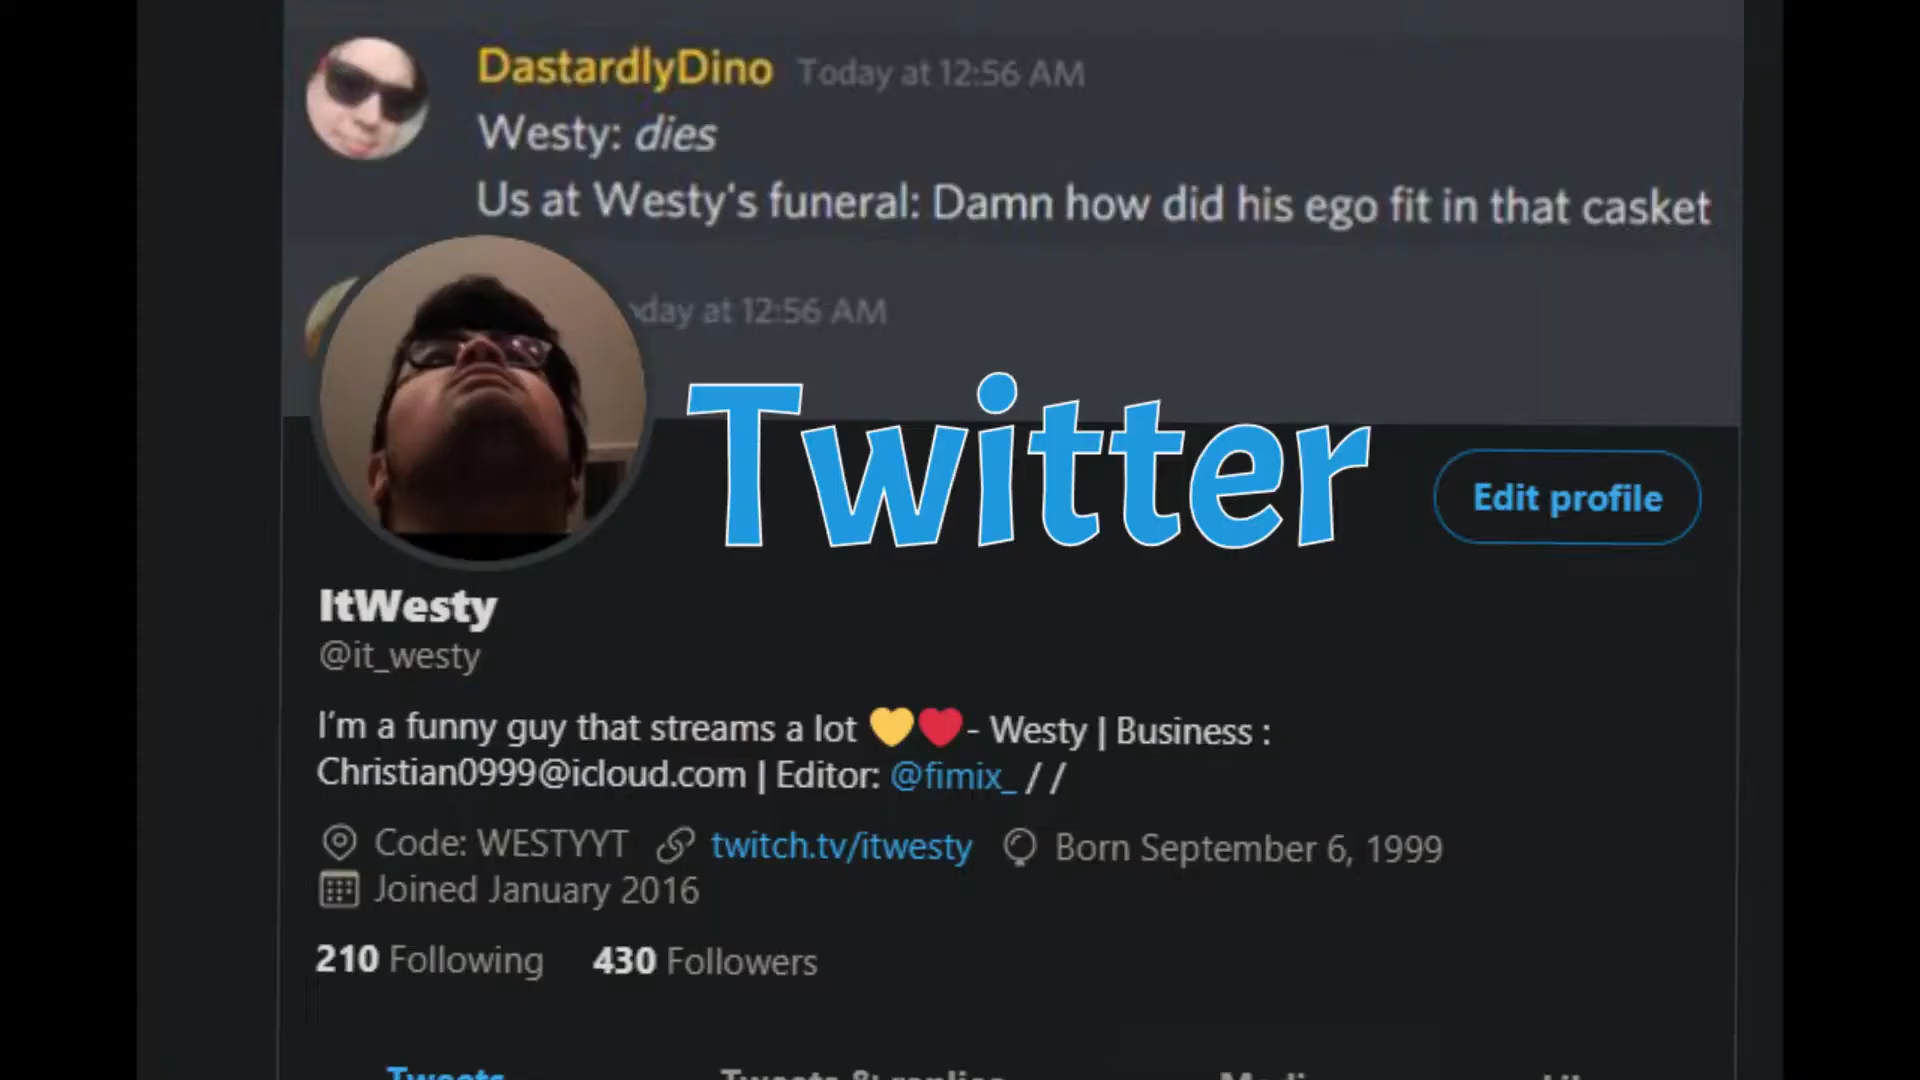 DastardlyDino Today at 12:56 AM
Westy: dies
Us at Westy's funeral: Damn how did his ego fit in that casket
day at 12:56 AM
Twitter
Edit profile
ItWesty
@it_westy
I'm a funny guy that streams a lot 💛❤️- Westy | Business :
Christian0999@icloud.com | Editor: @fimix_ / /
Code: WESTYYT twitch.tv/itwesty Born September 6, 1999
Joined January 2016
210 Following 430 Followers
Tweets Tweets & replies